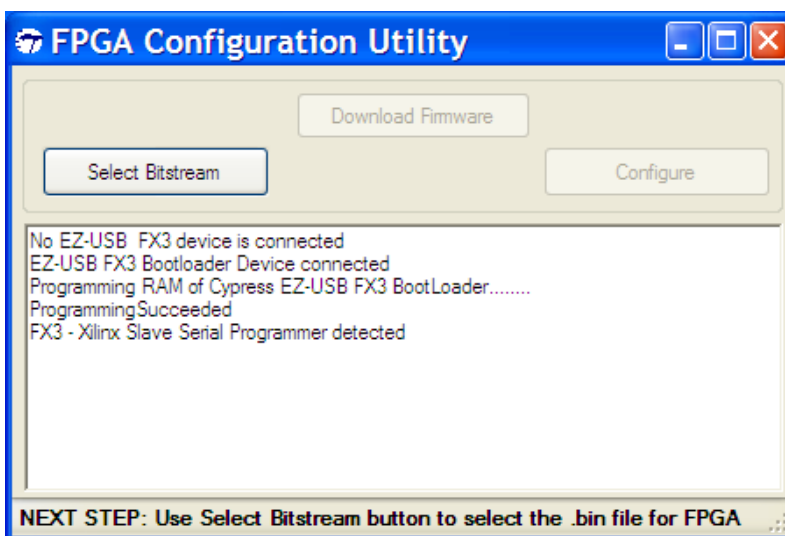 FPGA Configuration Utility
Download Firmware
Select Bitstream
Configure
No EZ-USB  FX3 device is connected
EZ-USB FX3 Bootloader Device connected
Programming RAM of Cypress EZ-USB FX3 BootLoader........
ProgrammingSucceeded
FX3 - Xilinx Slave Serial Programmer detected
NEXT STEP: Use Select Bitstream button to select the .bin file for FPGA